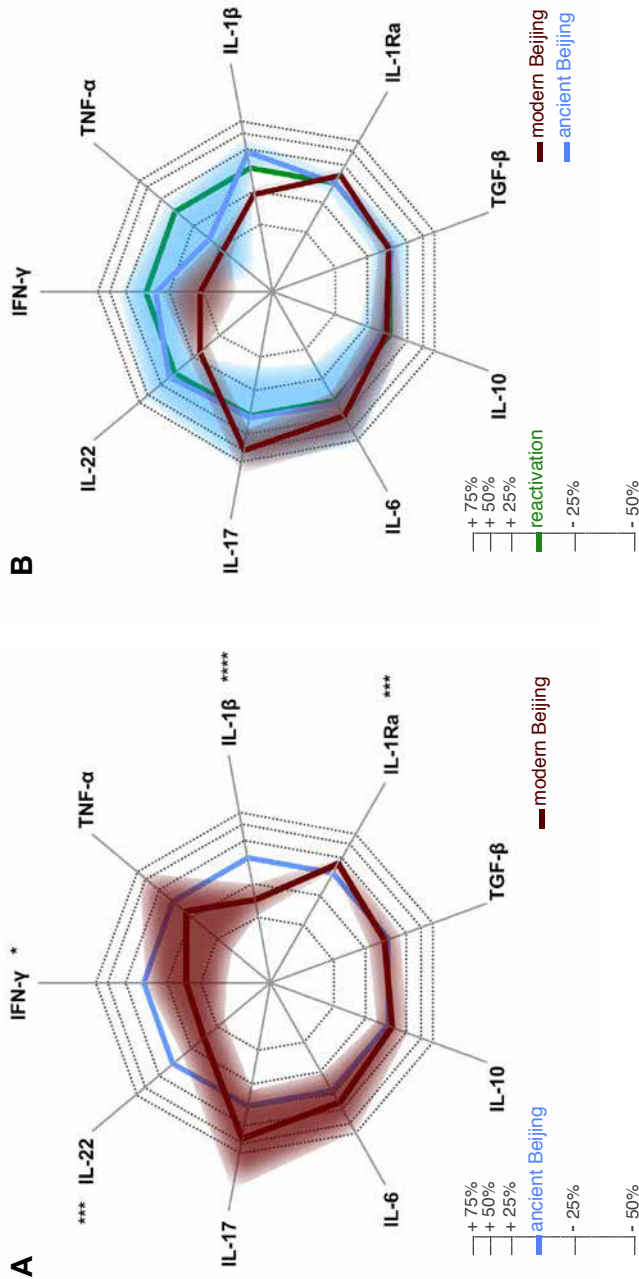 A
IFN-γ *
TNF-α
IL-1β ****
IL-1Ra ***
TGF-β
IL-10
IL-6
IL-17
*** IL-22
+ 75%
+ 50%
+ 25%
ancient Beijing
- 25%
- 50%
modern Beijing
B
IFN-γ
TNF-α
IL-1β
IL-1Ra
TGF-β
IL-10
IL-6
IL-17
IL-22
+ 75%
+ 50%
+ 25%
reactivation
- 25%
- 50%
modern Beijing
ancient Beijing